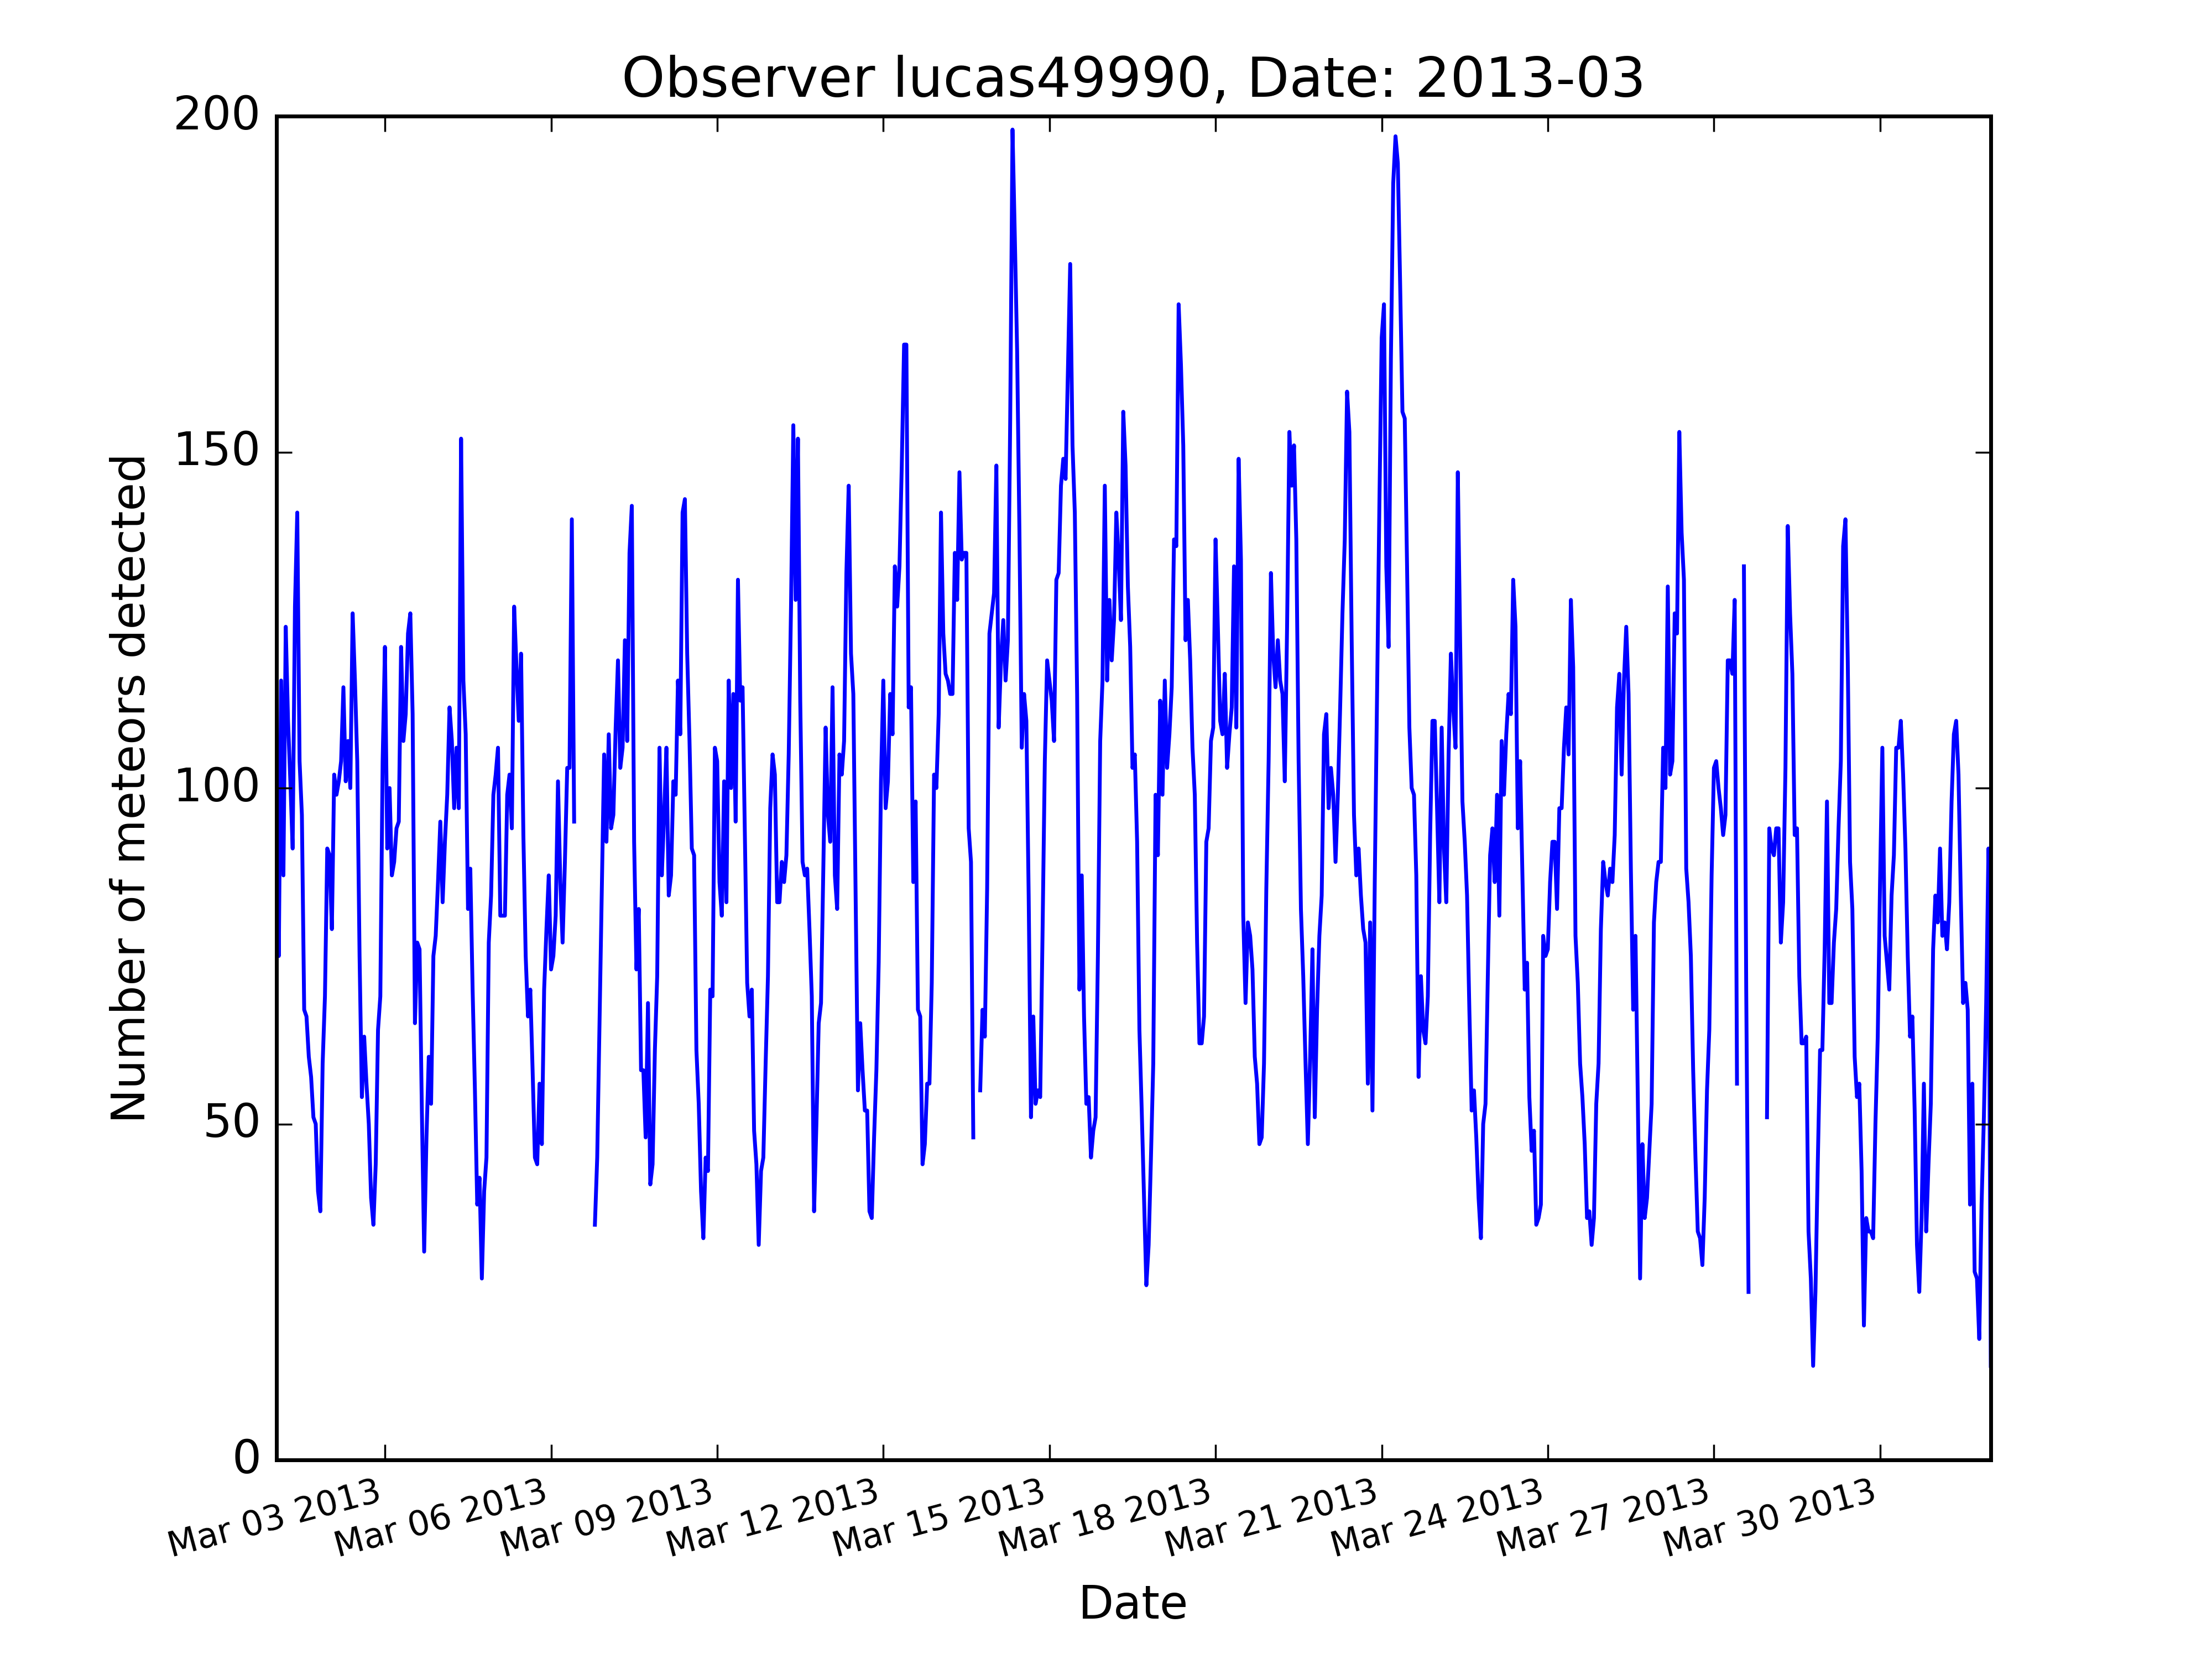 Observer lucas49990, Date: 2013-03
200
150
100
50
0
Number of meteors detected
Mar 03 2013
Mar 06 2013
Mar 09 2013
Mar 12 2013
Mar 15 2013
Mar 18 2013
Mar 21 2013
Mar 24 2013
Mar 27 2013
Mar 30 2013
Date